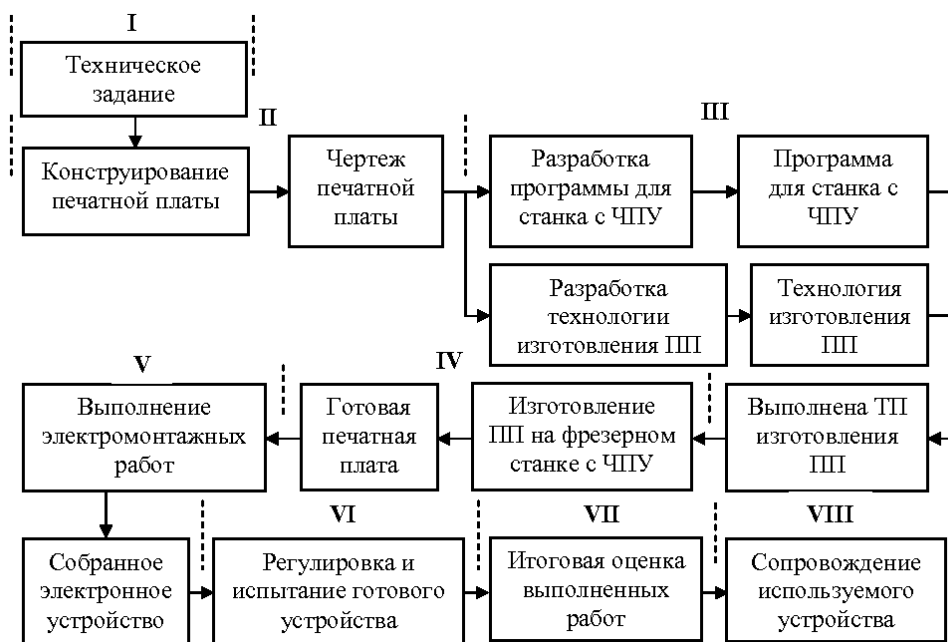 I
Техническое
задание
II
III
Конструирование
печатной платы
Чертеж
печатной
платы
Разработка
программы для
станка с ЧПУ
Программа
для станка с
ЧПУ
Разработка
технологии
изготовления ПП
Технология
изготовления
ПП
V
IV
Выполнение
электромонтажных
работ
Готовая
печатная
плата
Изготовление
ПП на фрезерном
станке с ЧПУ
Выполнена ТП
изготовления
ПП
VI
VII
VIII
Собранное
электронное
устройство
Регулировка и
испытание готового
устройства
Итоговая оценка
выполненных
работ
Сопровождение
используемого
устройства